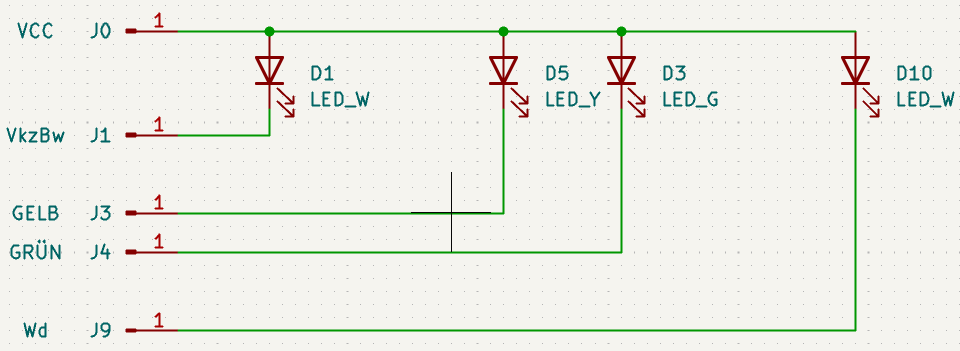 VCC J0 1
D1 D5 D3 D10
LED_W LED_Y LED_G LED_W
VkzBw J1 1
GELB J3 1
GRÜN J4 1
Wd J9 1